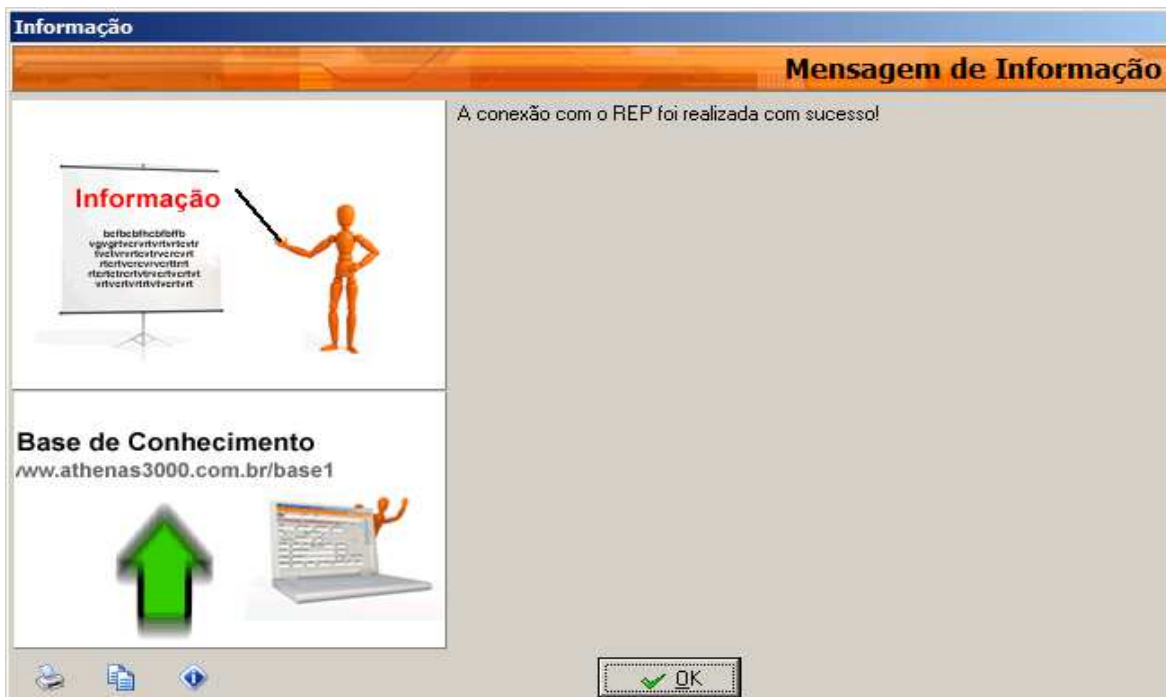 Informação
Mensagem de Informação
A conexão com o REP foi realizada com sucesso!
Informação
Base de Conhecimento
www.athenas3000.com.br/base1
OK